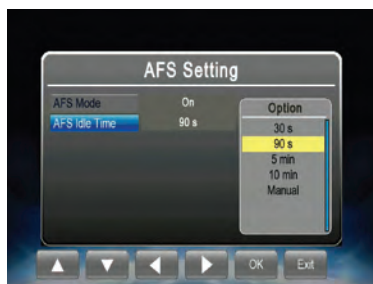 AFS Setting
AFS Mode On
AFS Idle Time 90 s
Option
30 s
90 s
5 min
10 min
Manual
OK Exit